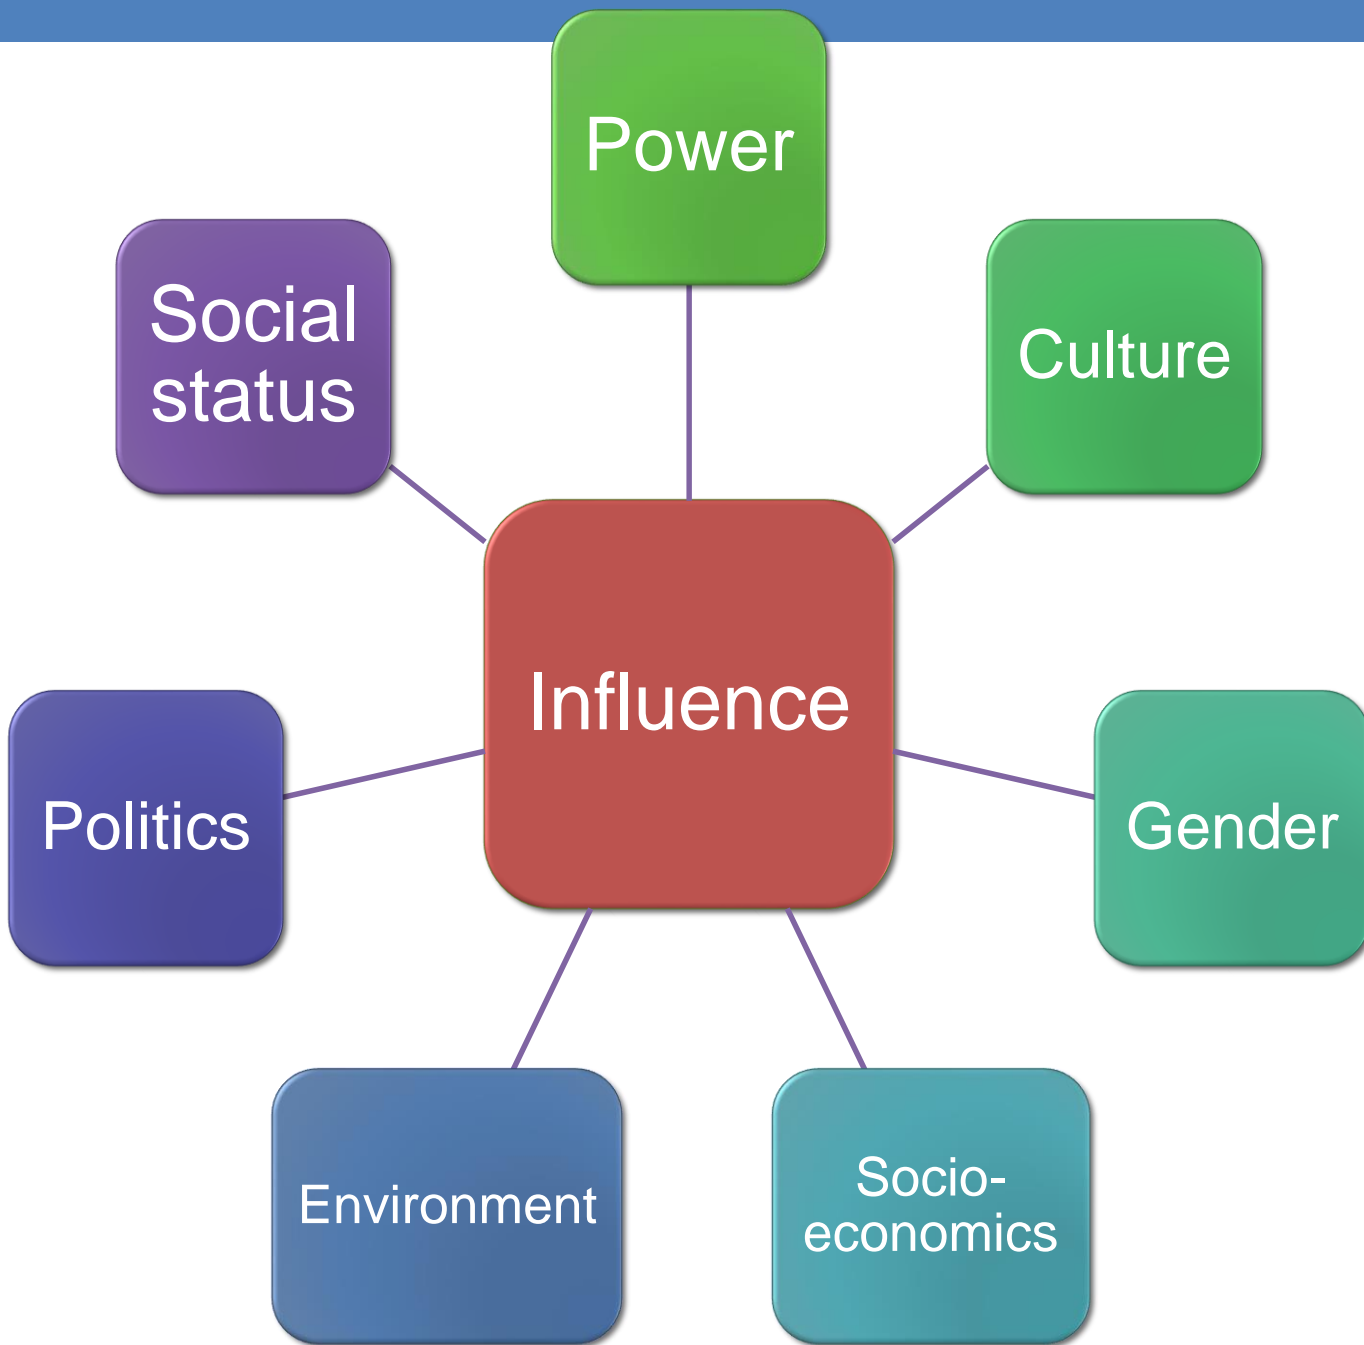 Power
Social
status
Culture
Influence
Politics
Gender
Environment
Socio-
economics